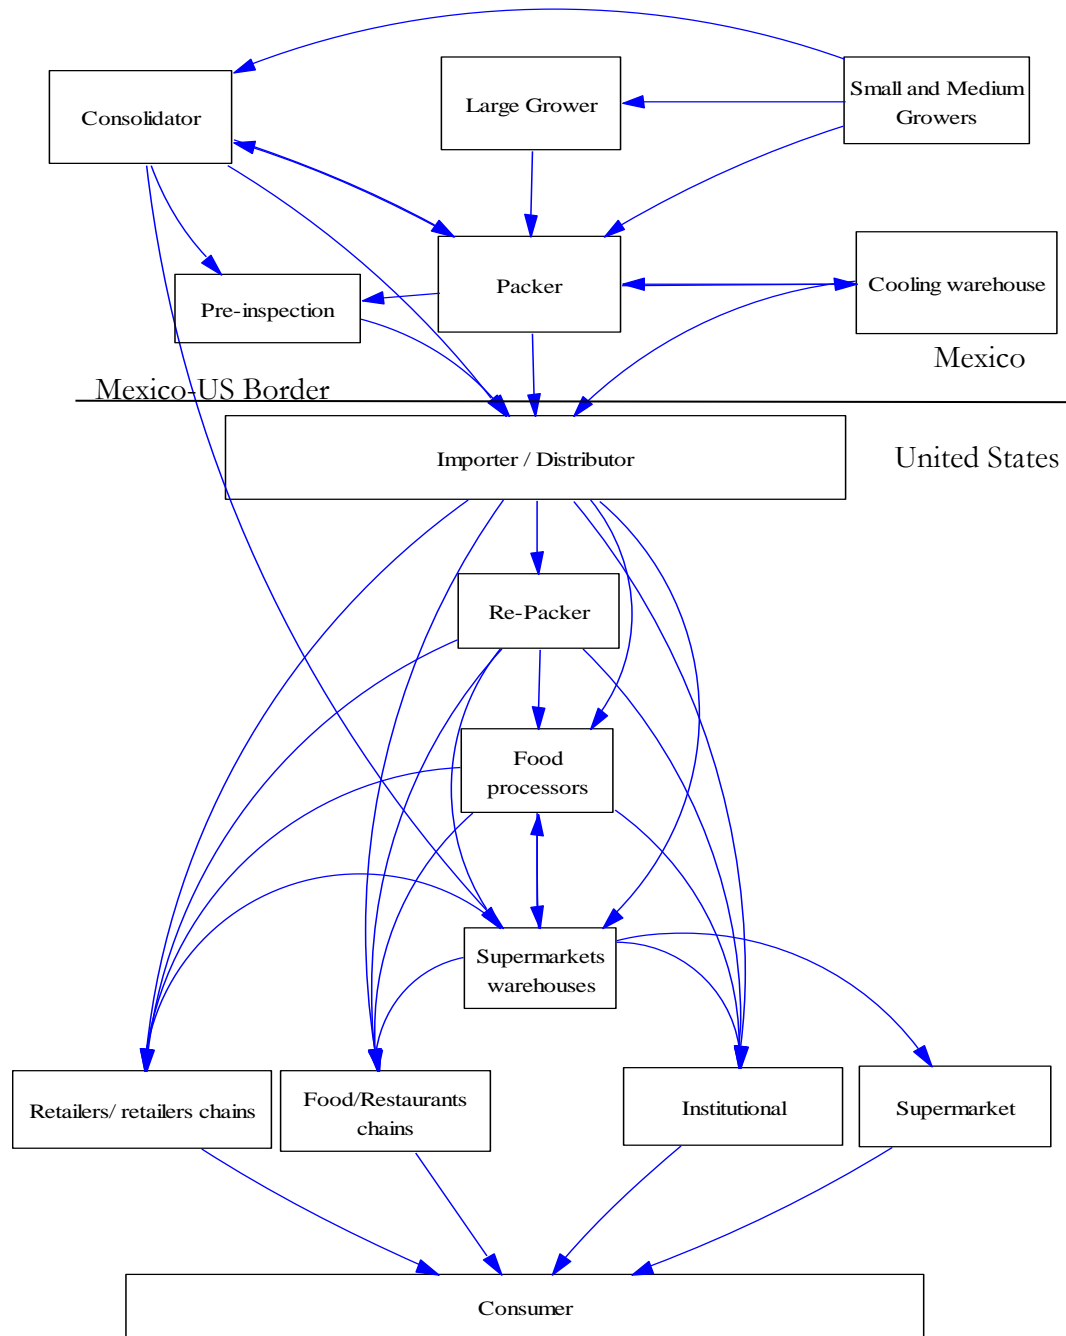 Consolidator
Large Grower
Small and Medium
Growers
Packer
Cooling warehouse
Pre-inspection
Mexico
Mexico-US Border
Importer / Distributor
United States
Re-Packer
Food
processors
Supermarkets
warehouses
Retailers/ retailers chains
Food/Restaurants
chains
Institutional
Supermarket
Consumer